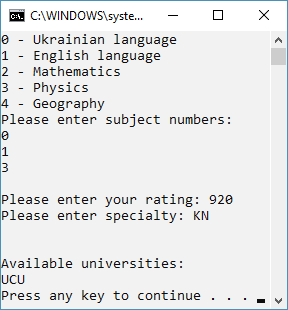 C:\WINDOWS\syste...
0 - Ukrainian language
1 - English language
2 - Mathematics
3 - Physics
4 - Geography
Please enter subject numbers:
0
1
3
Please enter your rating: 920
Please enter specialty: KN
Available universities:
UCU
Press any key to continue . . .